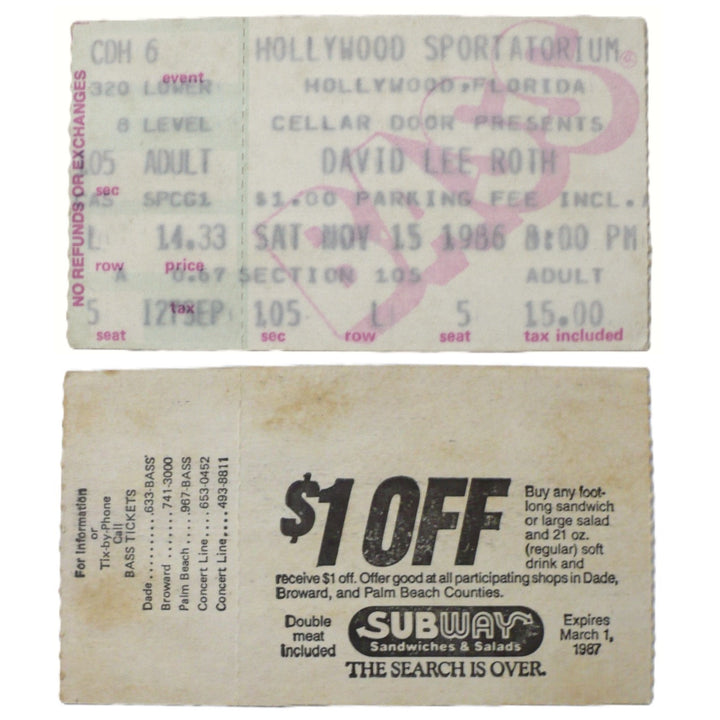 CDH 6 HOLLYWOOD SPORTATORIUM
event
320 LOWER HOLLYWOOD, FLORIDA
8 LEVEL CELLAR DOOR PRESENTS
105 ADULT DAVID LEE ROTH
sec
SPCG1 $1.00 PARKING FEE INCL.
L 14.33 SAT NOV 15 1986 8:00 PM
row price
A 0.67 SECTION 105 ADULT
tax
5 12TSEP 105 L 5 15.00
seat sec row seat tax included
NO REFUNDS OR EXCHANGES
BASS
For Information
or
Tix-by-Phone
Call
BASS TICKETS
Dade..........633-BASS'
Broward........741-3000
Palm Beach.....967-BASS
Concert Line....653-0452
Concert Line....493-8811
$1 OFF
Buy any foot-
long sandwich
or large salad
and 21 oz.
(regular) soft
drink and
receive $1 off. Offer good at all participating shops in Dade,
Broward, and Palm Beach Counties.
Double
meat
included
SUBWAY
Sandwiches & Salads
THE SEARCH IS OVER.
Expires
March 1,
1987